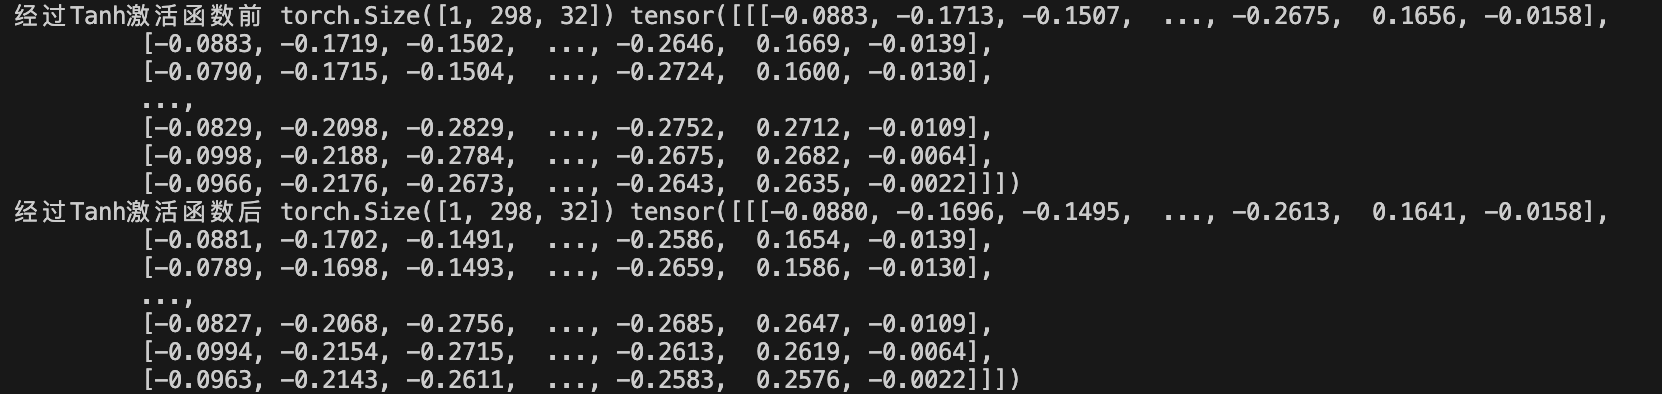 经过Tanh激活函数前 torch.Size([1, 298, 32]) tensor([[[-0.0883, -0.1713, -0.1507,  ..., -0.2675,  0.1656, -0.0158],
[-0.0883, -0.1719, -0.1502,  ..., -0.2646,  0.1669, -0.0139],
[-0.0790, -0.1715, -0.1504,  ..., -0.2724,  0.1600, -0.0130],
...,
[-0.0829, -0.2098, -0.2829,  ..., -0.2752,  0.2712, -0.0109],
[-0.0998, -0.2188, -0.2784,  ..., -0.2675,  0.2682, -0.0064],
[-0.0966, -0.2176, -0.2673,  ..., -0.2643,  0.2635, -0.0022]]])
经过Tanh激活函数后 torch.Size([1, 298, 32]) tensor([[[-0.0880, -0.1696, -0.1495,  ..., -0.2613,  0.1641, -0.0158],
[-0.0881, -0.1702, -0.1491,  ..., -0.2586,  0.1654, -0.0139],
[-0.0789, -0.1698, -0.1493,  ..., -0.2659,  0.1586, -0.0130],
...,
[-0.0827, -0.2068, -0.2756,  ..., -0.2685,  0.2647, -0.0109],
[-0.0994, -0.2154, -0.2715,  ..., -0.2613,  0.2619, -0.0064],
[-0.0963, -0.2143, -0.2611,  ..., -0.2583,  0.2576, -0.0022]]])